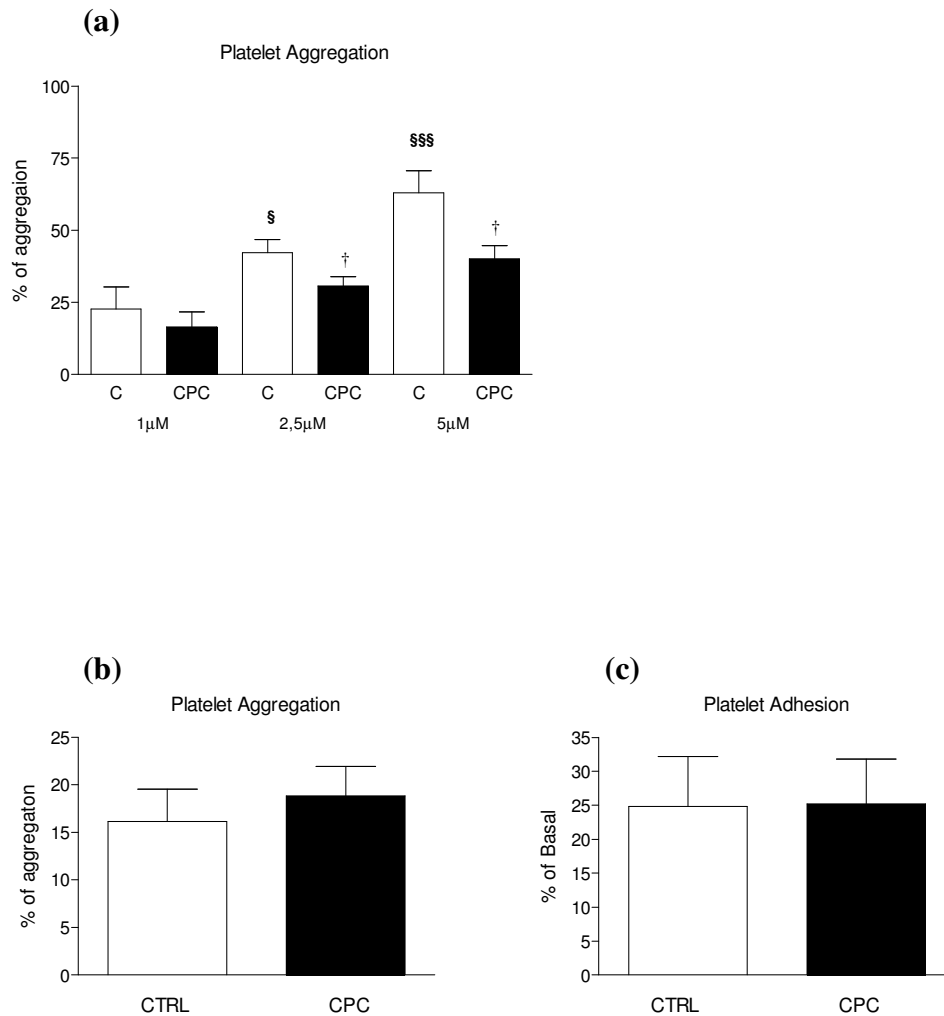 (a)
Platelet Aggregation
% of aggregaion
100
75
50
25
0
§
†
§§§
†
C CPC C CPC C CPC
1µM 2,5µM 5µM
(b)
Platelet Aggregation
% of aggregaton
25
20
15
10
5
0
CTRL CPC
(c)
Platelet Adhesion
% of Basal
35
30
25
20
15
10
5
0
CTRL CPC